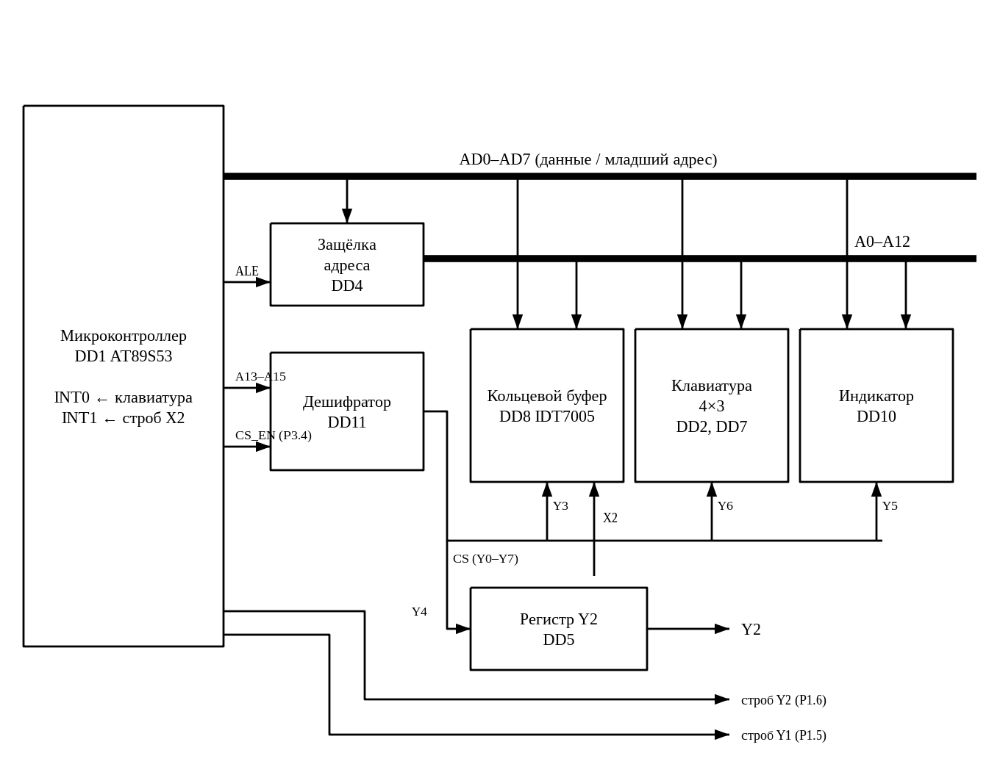 AD0–AD7 (данные / младший адрес)
A0–A12
Защёлка
адреса
DD4
ALE
Микроконтроллер
DD1 AT89S53
INT0 ← клавиатура
INT1 ← строб X2
A13–A15
Дешифратор
DD11
CS_EN (P3.4)
Кольцевой буфер
DD8 IDT7005
Клавиатура
4×3
DD2, DD7
Индикатор
DD10
Y3
Y6
Y5
X2
CS (Y0–Y7)
Y4
Регистр Y2
DD5
Y2
строб Y2 (P1.6)
строб Y1 (P1.5)